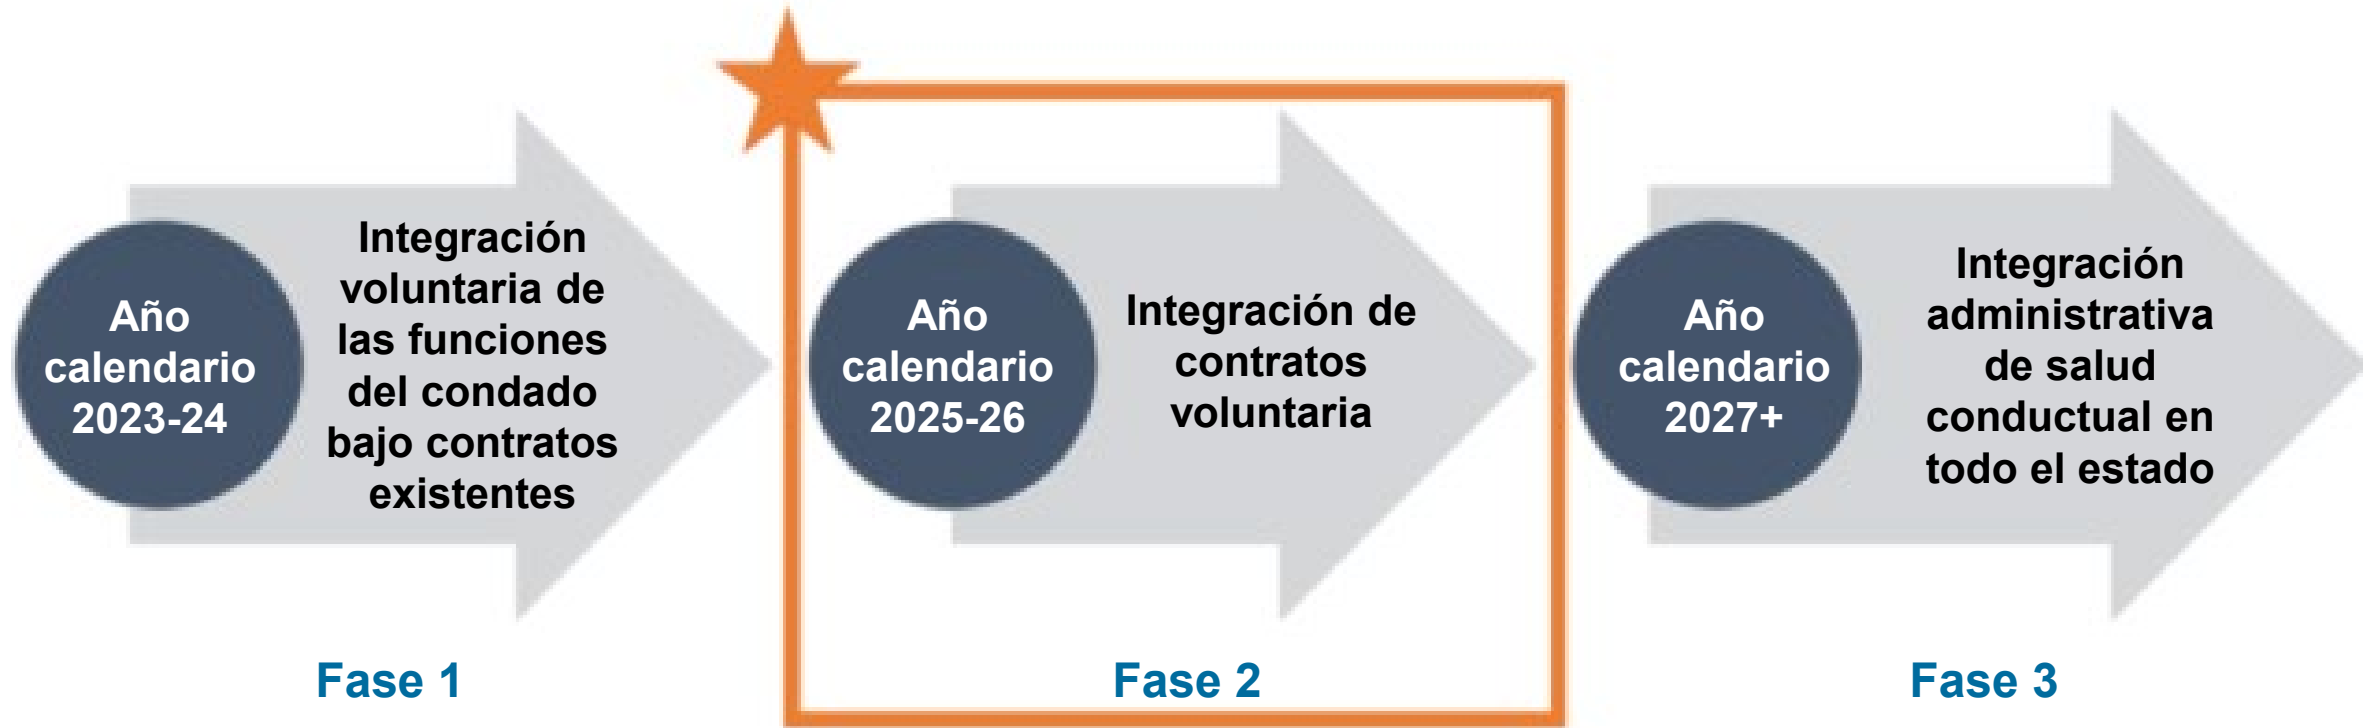 Año
calendario
2023-24
Integración
voluntaria de
las funciones
del condado
bajo contratos
existentes
Fase 1
Año
calendario
2025-26
Integración de
contratos
voluntaria
Fase 2
Año
calendario
2027+
Integración
administrativa
de salud
conductual en
todo el estado
Fase 3